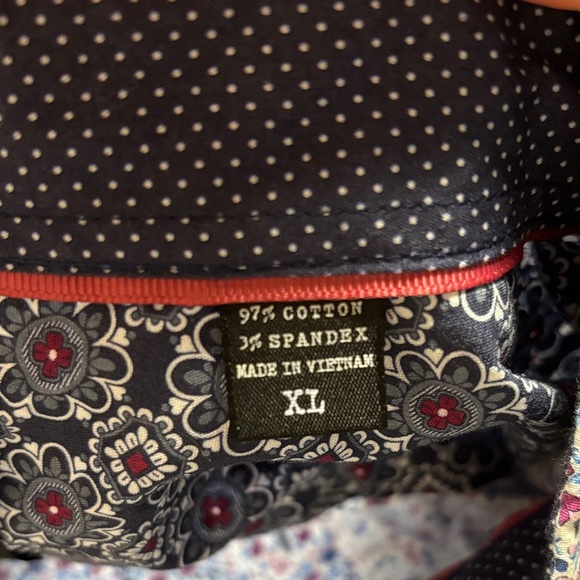 97% COTTON
3% SPANDEX
MADE IN VIETNAM
XL